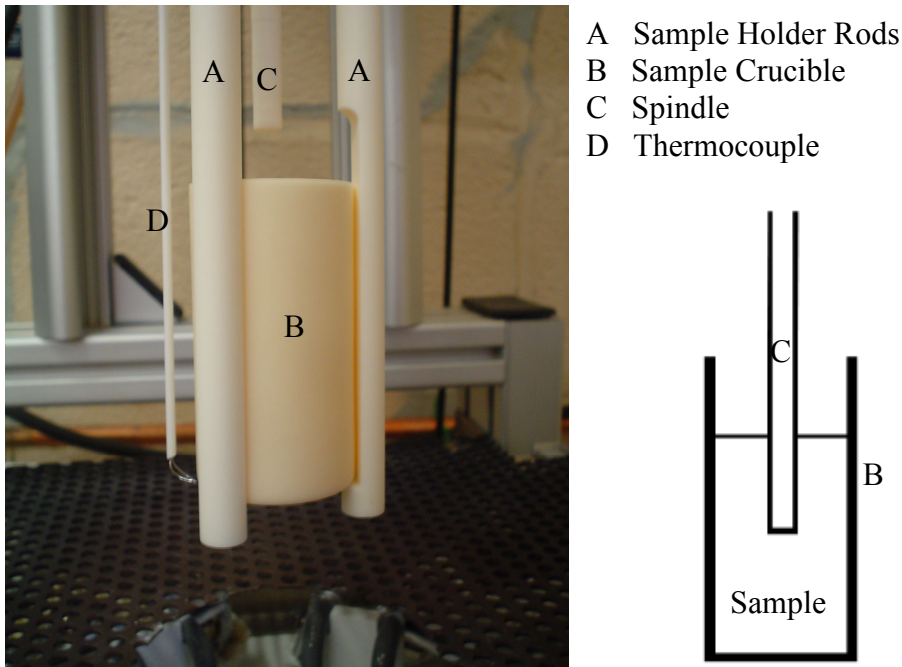 A Sample Holder Rods
B Sample Crucible
C Spindle
D Thermocouple
A
C
A
D
B
C
B
Sample